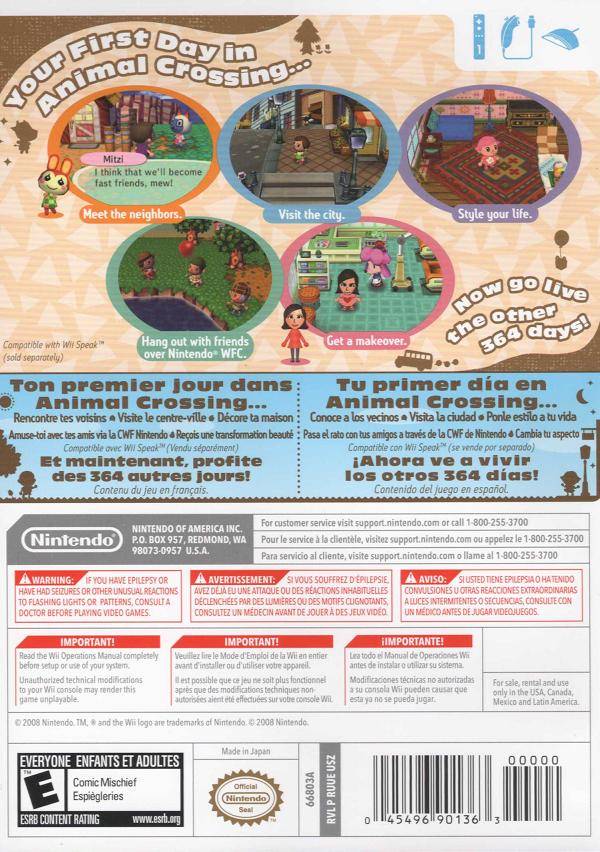 Your First Day in
Animal Crossing...
1
Mitzi
I think that we'll become
fast friends, mew!
Meet the neighbors.
Visit the city.
Style your life.
Hang out with friends
over Nintendo® WFC.
Get a makeover.
Now go live
the other
364 days!
Compatible with Wii Speak™
(sold separately)
Ton premier jour dans
Animal Crossing...
Rencontre tes voisins • Visite le centre-ville • Décore ta maison
Amuse-toi avec tes amis via la CWF Nintendo • Reçois une transformation beauté
Compatible avec Wii Speak™ (Vendu séparément)
Et maintenant, profite
des 364 autres jours!
Contenu du jeu en français.
Tu primer día en
Animal Crossing...
Conoce a los vecinos • Visita la ciudad • Ponle estilo a tu vida
Pasa el rato con tus amigos a través de la CWF de Nintendo • Cambia tu aspecto
Compatible con Wii Speak™ (se vende por separado)
¡Ahora ve a vivir
los otros 364 días!
Contenido del juego en español.
Nintendo
NINTENDO OF AMERICA INC.
P.O. BOX 957, REDMOND, WA
98073-0957 U.S.A.
For customer service visit support.nintendo.com or call 1-800-255-3700
Pour le service à la clientèle, visitez support.nintendo.com ou appelez le 1-800-255-3700
Para servicio al cliente, visite support.nintendo.com o llame al 1-800-255-3700
WARNING: IF YOU HAVE EPILEPSY OR
HAVE HAD SEIZURES OR OTHER UNUSUAL REACTIONS
TO FLASHING LIGHTS OR PATTERNS, CONSULT A
DOCTOR BEFORE PLAYING VIDEO GAMES.
AVERTISSEMENT: SI VOUS SOUFFREZ D'ÉPILEPSIE,
AVEZ DÉJA EU UNE ATTAQUE OU DES RÉACTIONS INHABITUELLES
DÉCLENCHÉES PAR DES LUMIÈRES OU DES MOTIFS CLIGNOTANTS,
CONSULTEZ UN MÉDECIN AVANT DE JOUER À DES JEUX VIDÉO.
AVISO: SI USTED TIENE EPILEPSIA O HA TENIDO
CONVULSIONES U OTRAS REACCIONES EXTRAORDINARIAS
A LUCES INTERMITENTES O SECUENCIAS, CONSULTE CON
UN MÉDICO ANTES DE JUGAR VIDEOJUEGOS.
IMPORTANT!
Read the Wii Operations Manual completely
before setup or use of your system.
Unauthorized technical modifications
to your Wii console may render this
game unplayable.
IMPORTANT!
Veuillez lire le Mode d'Emploi de la Wii en entier
avant d'installer ou d'utiliser votre appareil.
Il est possible que ce jeu ne soit plus fonctionnel
après que des modifications techniques non-
autorisées aient été effectuées sur votre console Wii.
¡IMPORTANTE!
Lea todo el Manual de Operaciones Wii
antes de instalar o utilizar su sistema.
Modificaciones técnicas no autorizadas
a su consola Wii pueden causar que
esta ya no se pueda jugar.
For sale, rental and use
only in the USA, Canada,
Mexico and Latin America.
© 2008 Nintendo. TM, ® and the Wii logo are trademarks of Nintendo. © 2008 Nintendo.
EVERYONE ENFANTS ET ADULTES
E
Comic Mischief
Espiègleries
ESRB CONTENT RATING www.esrb.org
Made in Japan
Official
Nintendo
Seal
66803A
RVL P RUUE USZ
00000
0 45496 90136 3